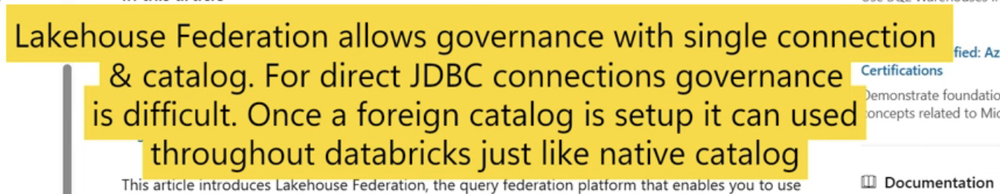 Lakehouse Federation allows governance with single connection
& catalog. For direct JDBC connections governance
is difficult. Once a foreign catalog is setup it can used
throughout databricks just like native catalog
This article introduces Lakehouse Federation, the query federation platform that enables you to use
fied: Az
Certifications
Demonstrate foundatio
oncepts related to Mic
Documentation